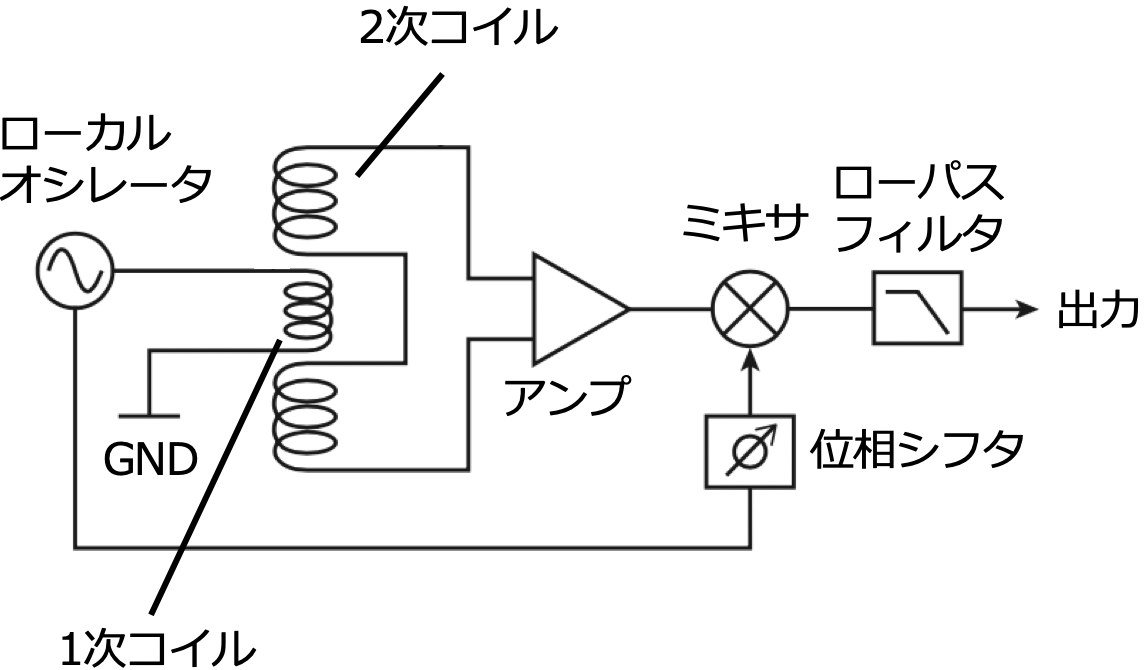 2次コイル
ローカル
オシレータ
ローパス
フィルタ
ミキサ
出力
アンプ
GND
位相シフタ
1次コイル